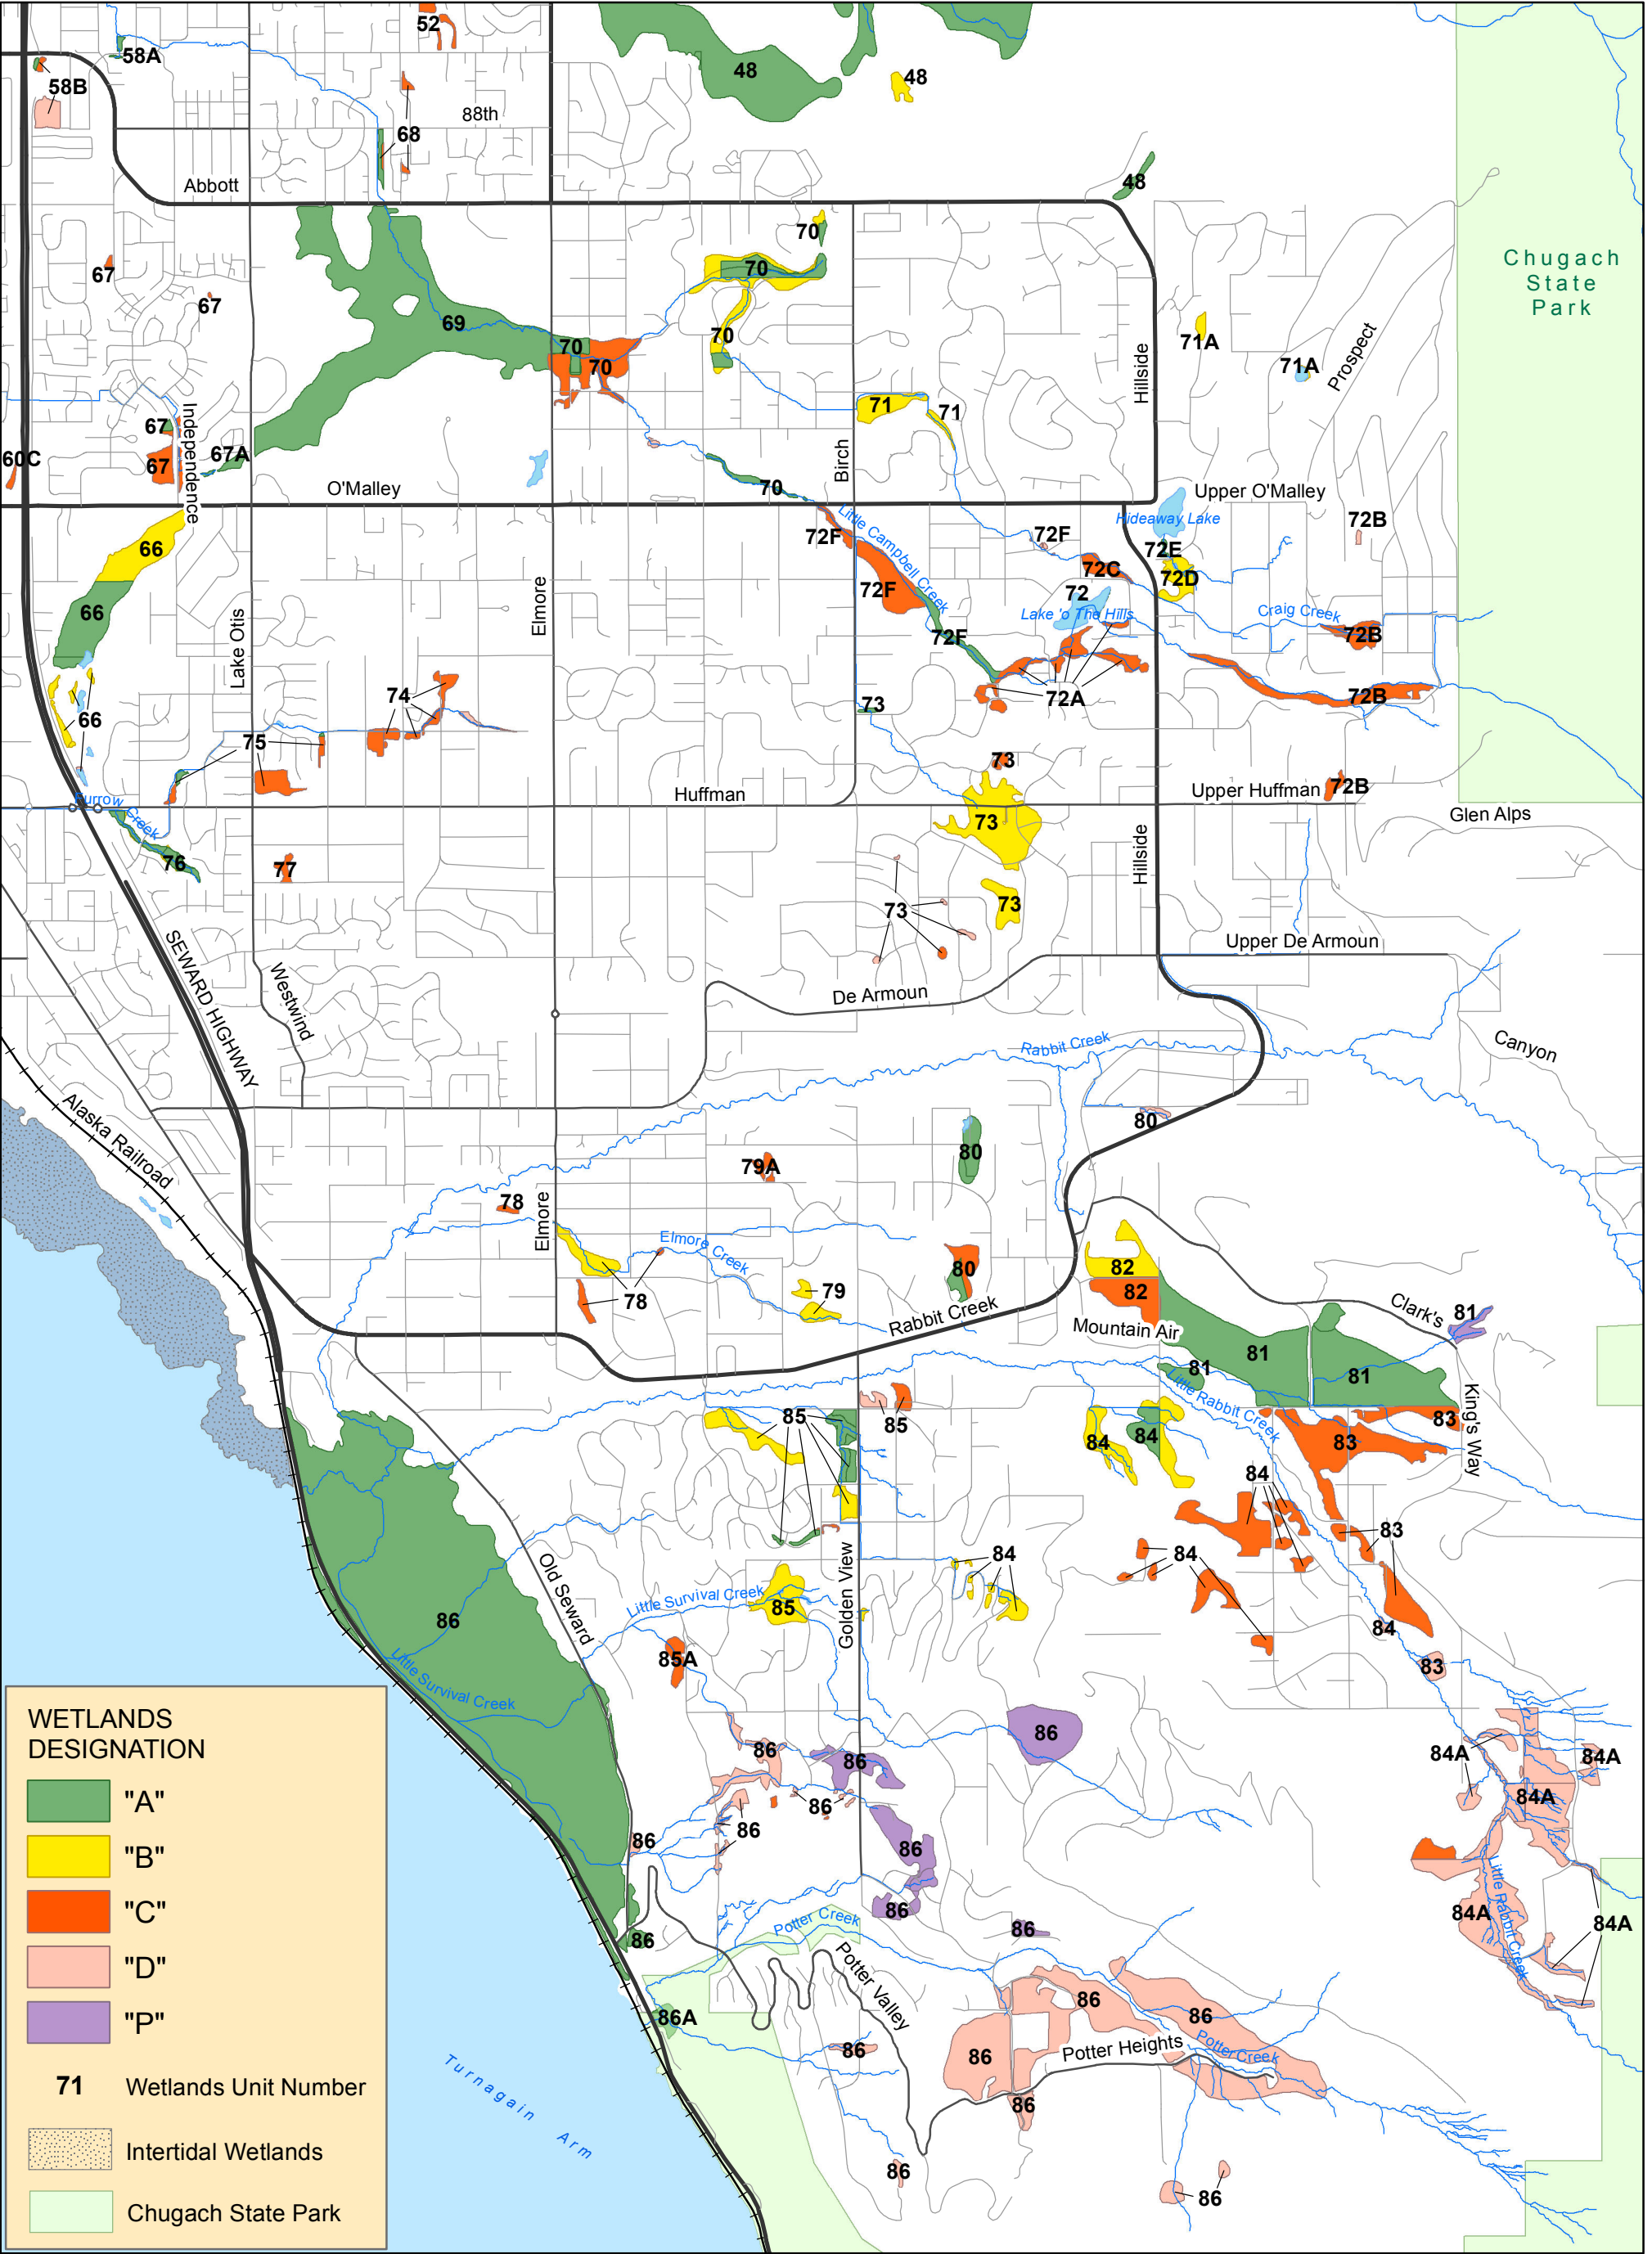 52
58A
48
48
58B
88th
68
Abbott
48
70
Chugach
State
Park
67
70
67
69
70
71A
70
70
71A
Prospect
Hillside
71
71
Independence
67
67A
Birch
60C
67
O'Malley
70
Upper O'Malley
Little Campbell Creek
Hideaway Lake
72B
72F
72F
72E
66
72C
72D
72F
72
Elmore
66
Lake 'o The Hills
Craig Creek
72B
72F
Lake Otis
74
72A
72B
73
66
75
73
72B
Huffman
Upper Huffman
Furrow Creek
Glen Alps
73
76
77
Hillside
73
73
Upper De Armoun
SEWARD HIGHWAY
Westwind
De Armoun
Canyon
Rabbit Creek
Alaska Railroad
80
80
79A
78
Elmore
Elmore Creek
80
82
79
82
78
Rabbit Creek
Clark's
81
Mountain Air
81
81
81
Little Rabbit Creek
King's Way
85
85
83
84
84
83
84
83
Old Seward
Golden View
84
84
Little Survival Creek
85
86
84
85A
83
Little Survival Creek
WETLANDS
DESIGNATION
86
86
86
84A
84A
"A"
86
84A
86
86
"B"
86
Little Rabbit Creek
86
"C"
84A
84A
Potter Creek
86
86
"D"
Potter Valley
86
86
"P"
86A
86
86
Potter Heights
Potter Creek
Turnagain Arm
71 Wetlands Unit Number
86
Intertidal Wetlands
86
86
Chugach State Park